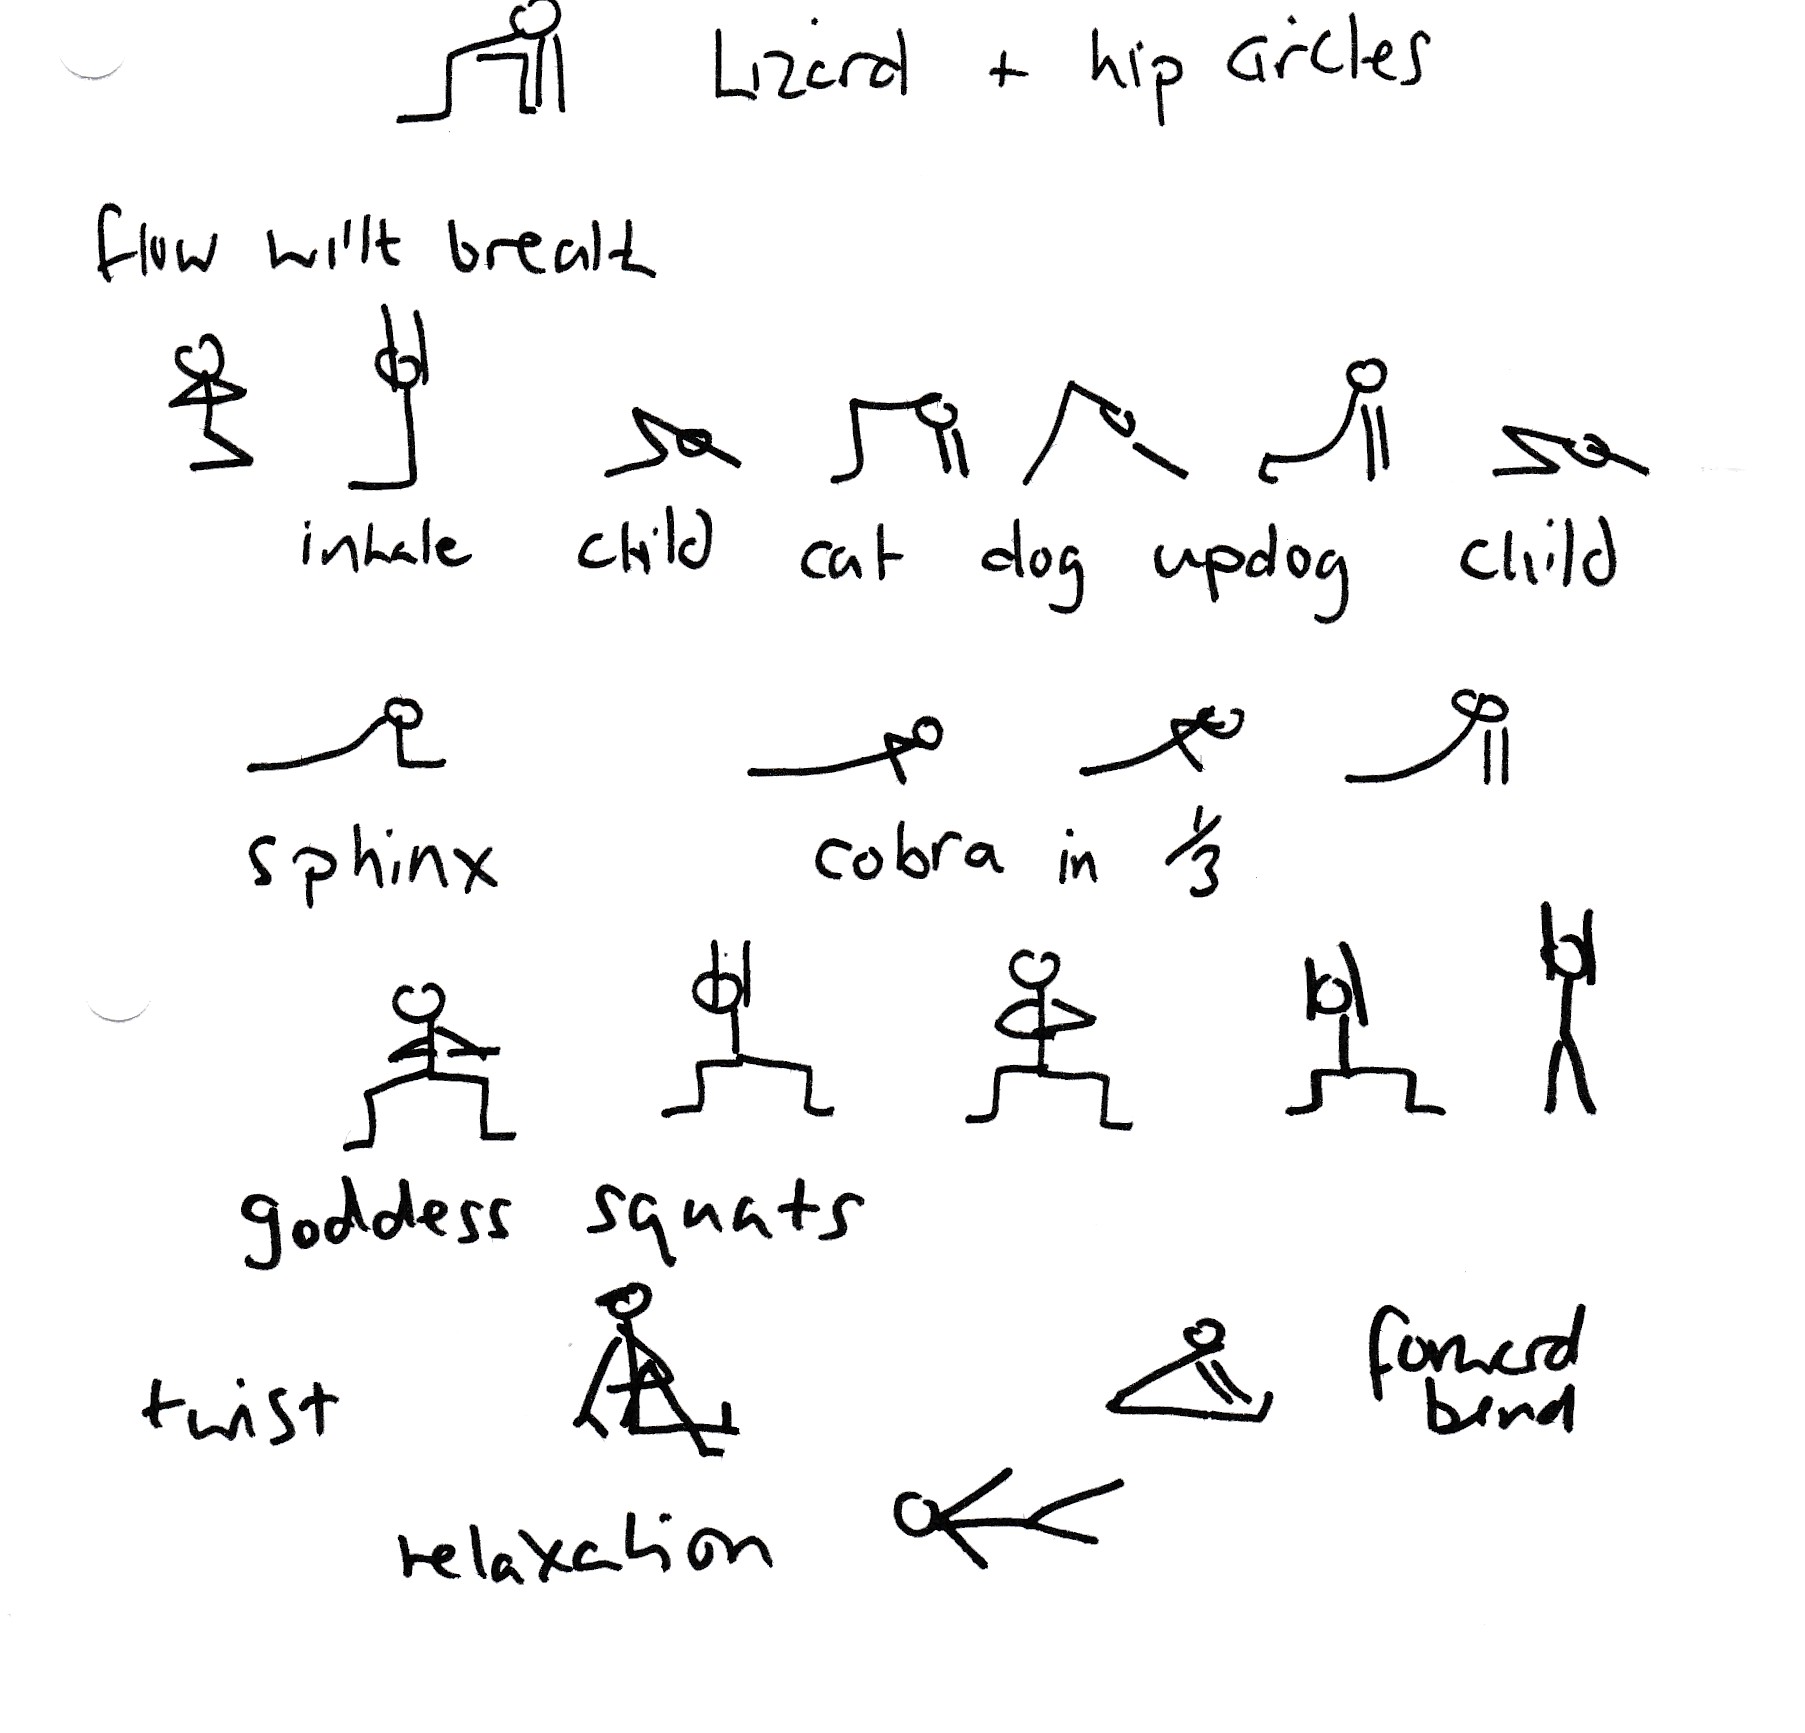 Lizard + hip circles
flow with breath
inhale child cat dog updog child
sphinx cobra in 1/3
goddess squats
twist forward
bend
relaxation